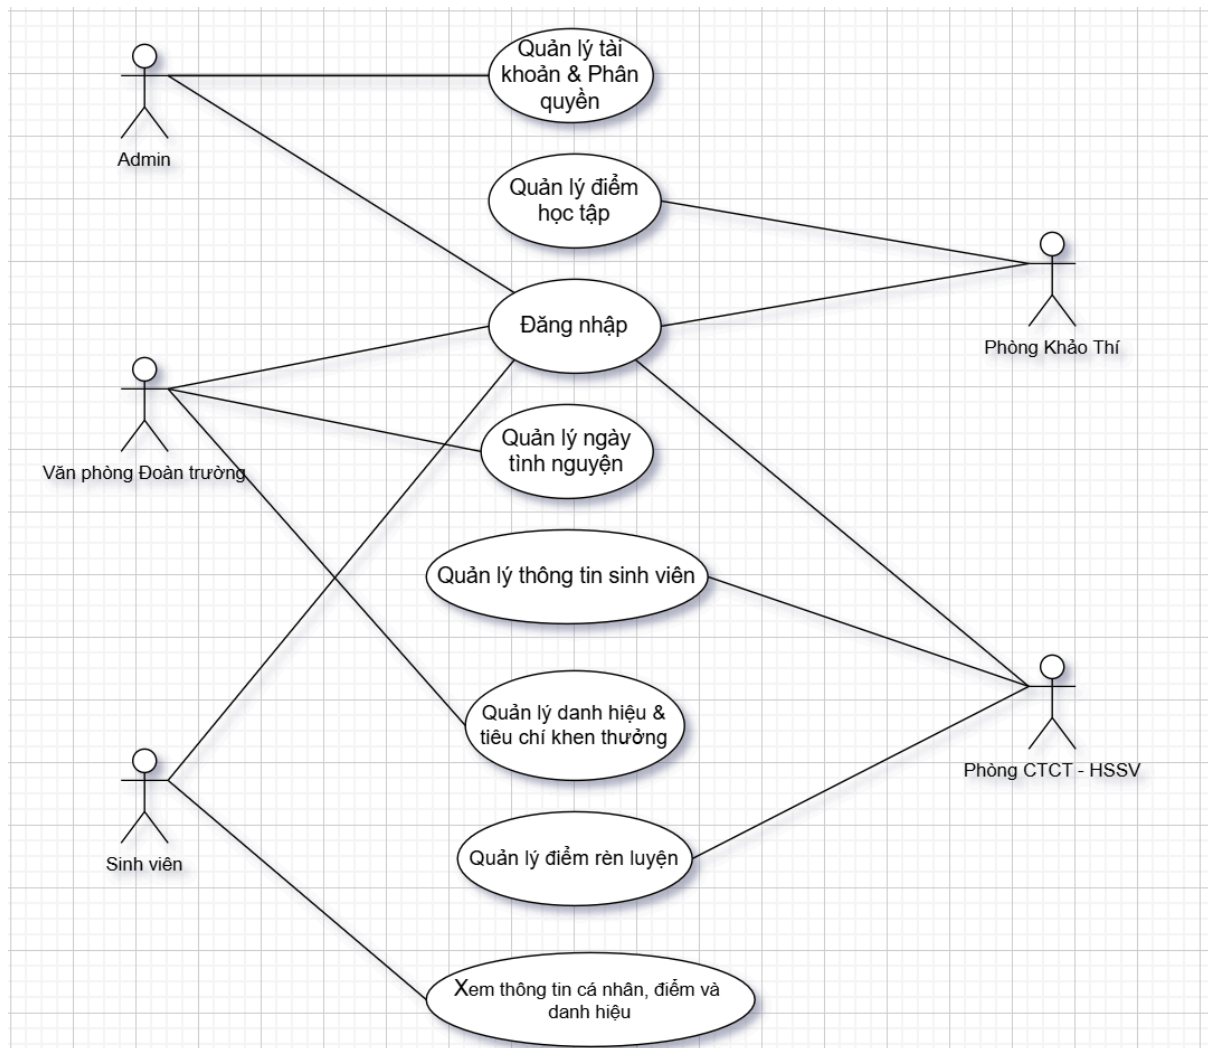 Quản lý tài
khoản & Phân
quyền
Admin
Quản lý điểm
học tập
Đăng nhập
Phòng Khảo Thí
Quản lý ngày
tình nguyện
Văn phòng Đoàn trường
Quản lý thông tin sinh viên
Quản lý danh hiệu &
tiêu chí khen thưởng
Phòng CTCT - HSSV
Quản lý điểm rèn luyện
Sinh viên
Xem thông tin cá nhân, điểm và
danh hiệu